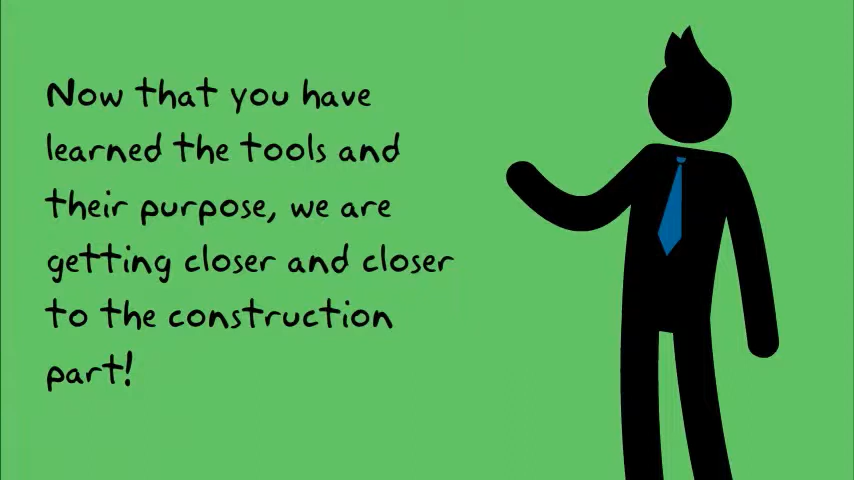 Now that you have
learned the tools and
their purpose, we are
getting closer and closer
to the construction
part!